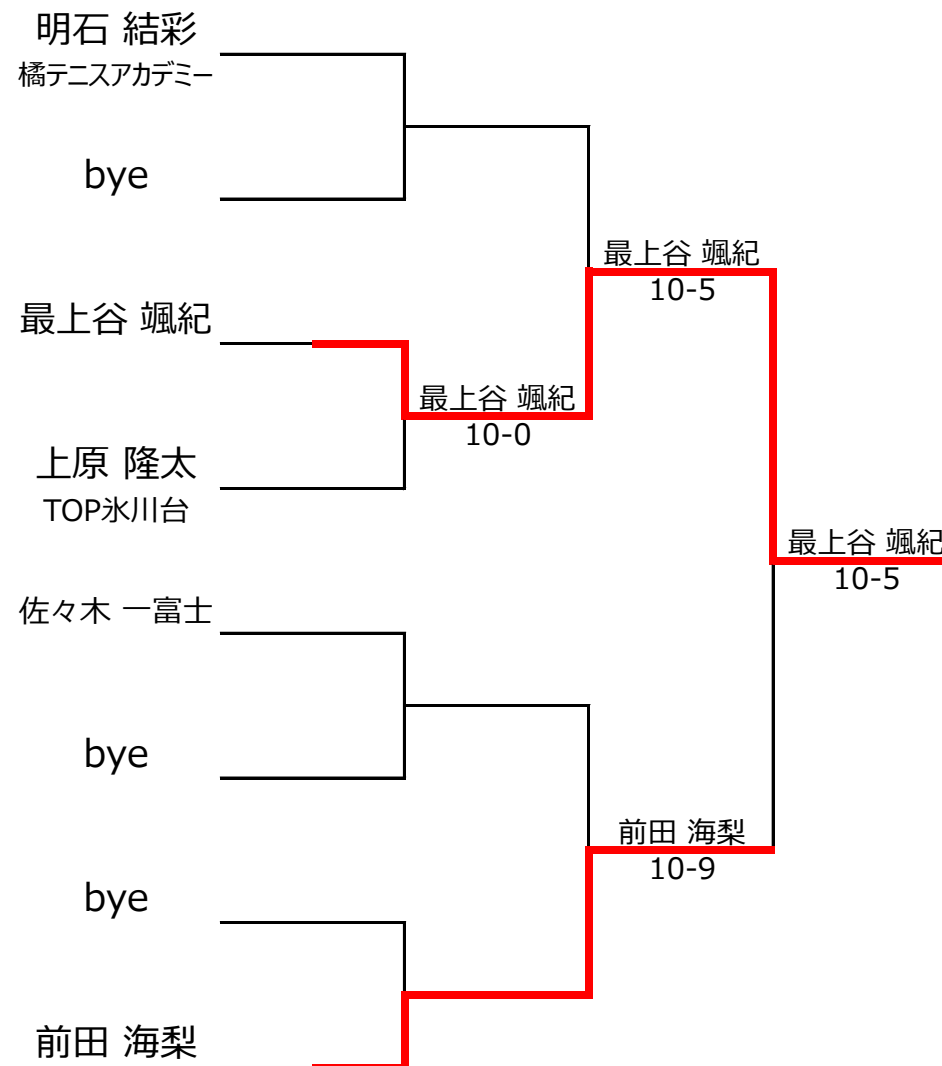 明石 結彩
橘テニスアカデミー
bye
最上谷 颯紀
上原 隆太
TOP氷川台
佐々木 一富士
bye
bye
前田 海梨
最上谷 颯紀
10-0
最上谷 颯紀
10-5
前田 海梨
10-9
最上谷 颯紀
10-5